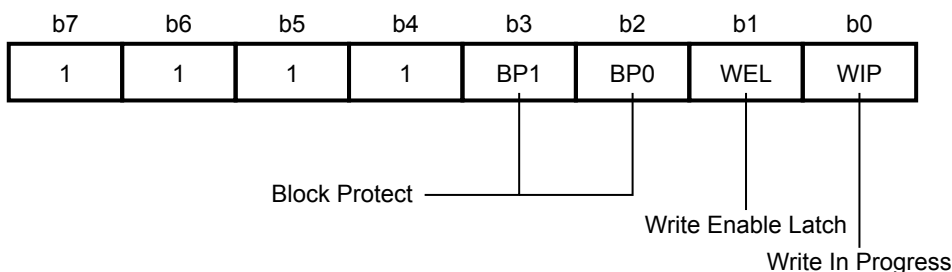 b7 b6 b5 b4 b3 b2 b1 b0
1 1 1 1 BP1 BP0 WEL WIP
Block Protect
Write Enable Latch
Write In Progress